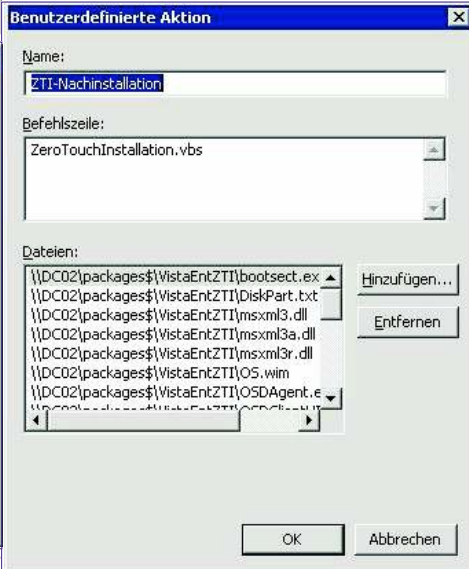 Benutzerdefinierte Aktion
Name:
ZTI-Nachinstallation
Befehlszeile:
ZeroTouchInstallation.vbs
Dateien:
\\DC02\packages$\VistaEntZTI\bootsect.ex
\\DC02\packages$\VistaEntZTI\DiskPart.txt
\\DC02\packages$\VistaEntZTI\msxml3.dll
\\DC02\packages$\VistaEntZTI\msxml3a.dll
\\DC02\packages$\VistaEntZTI\msxml3r.dll
\\DC02\packages$\VistaEntZTI\OS.wim
\\DC02\packages$\VistaEntZTI\OSDAgent.e
Hinzufügen...
Entfernen
OK
Abbrechen